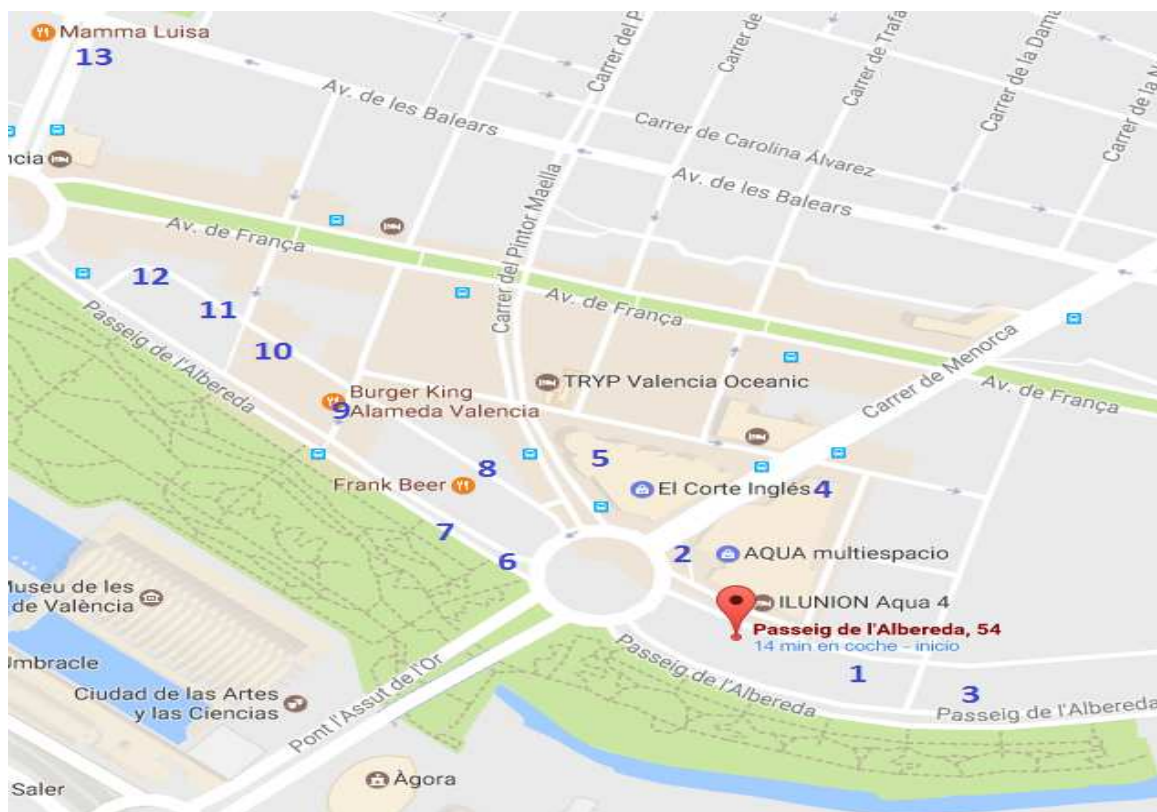 Mamma Luisa
13
Av. de les Balears
Carrer del P
Carrer de
Carrer de Trafa
Carrer de la Dama
Carrer de la N
Carrer de Carolina Álvarez
Av. de les Balears
ncia
Av. de França
Carrer del Pintor Maella
12
11
10
Passeig de l'Albereda
Av. de França
Carrer de Menorca
Av. de França
TRYP Valencia Oceanic
Burger King
Alameda Valencia
9
8
Frank Beer
5
El Corte Inglés
4
7
6
2
AQUA multiespacio
Museu de les
de València
ILUNION Aqua 4
Passeig de l'Albereda, 54
14 min en coche - inicio
Umbracle
Ciudad de las Artes
y las Ciencias
Pont l'Assut de l'Or
Passeig de l'Albereda
1
3
Passeig de l'Albereda
Àgora
Saler